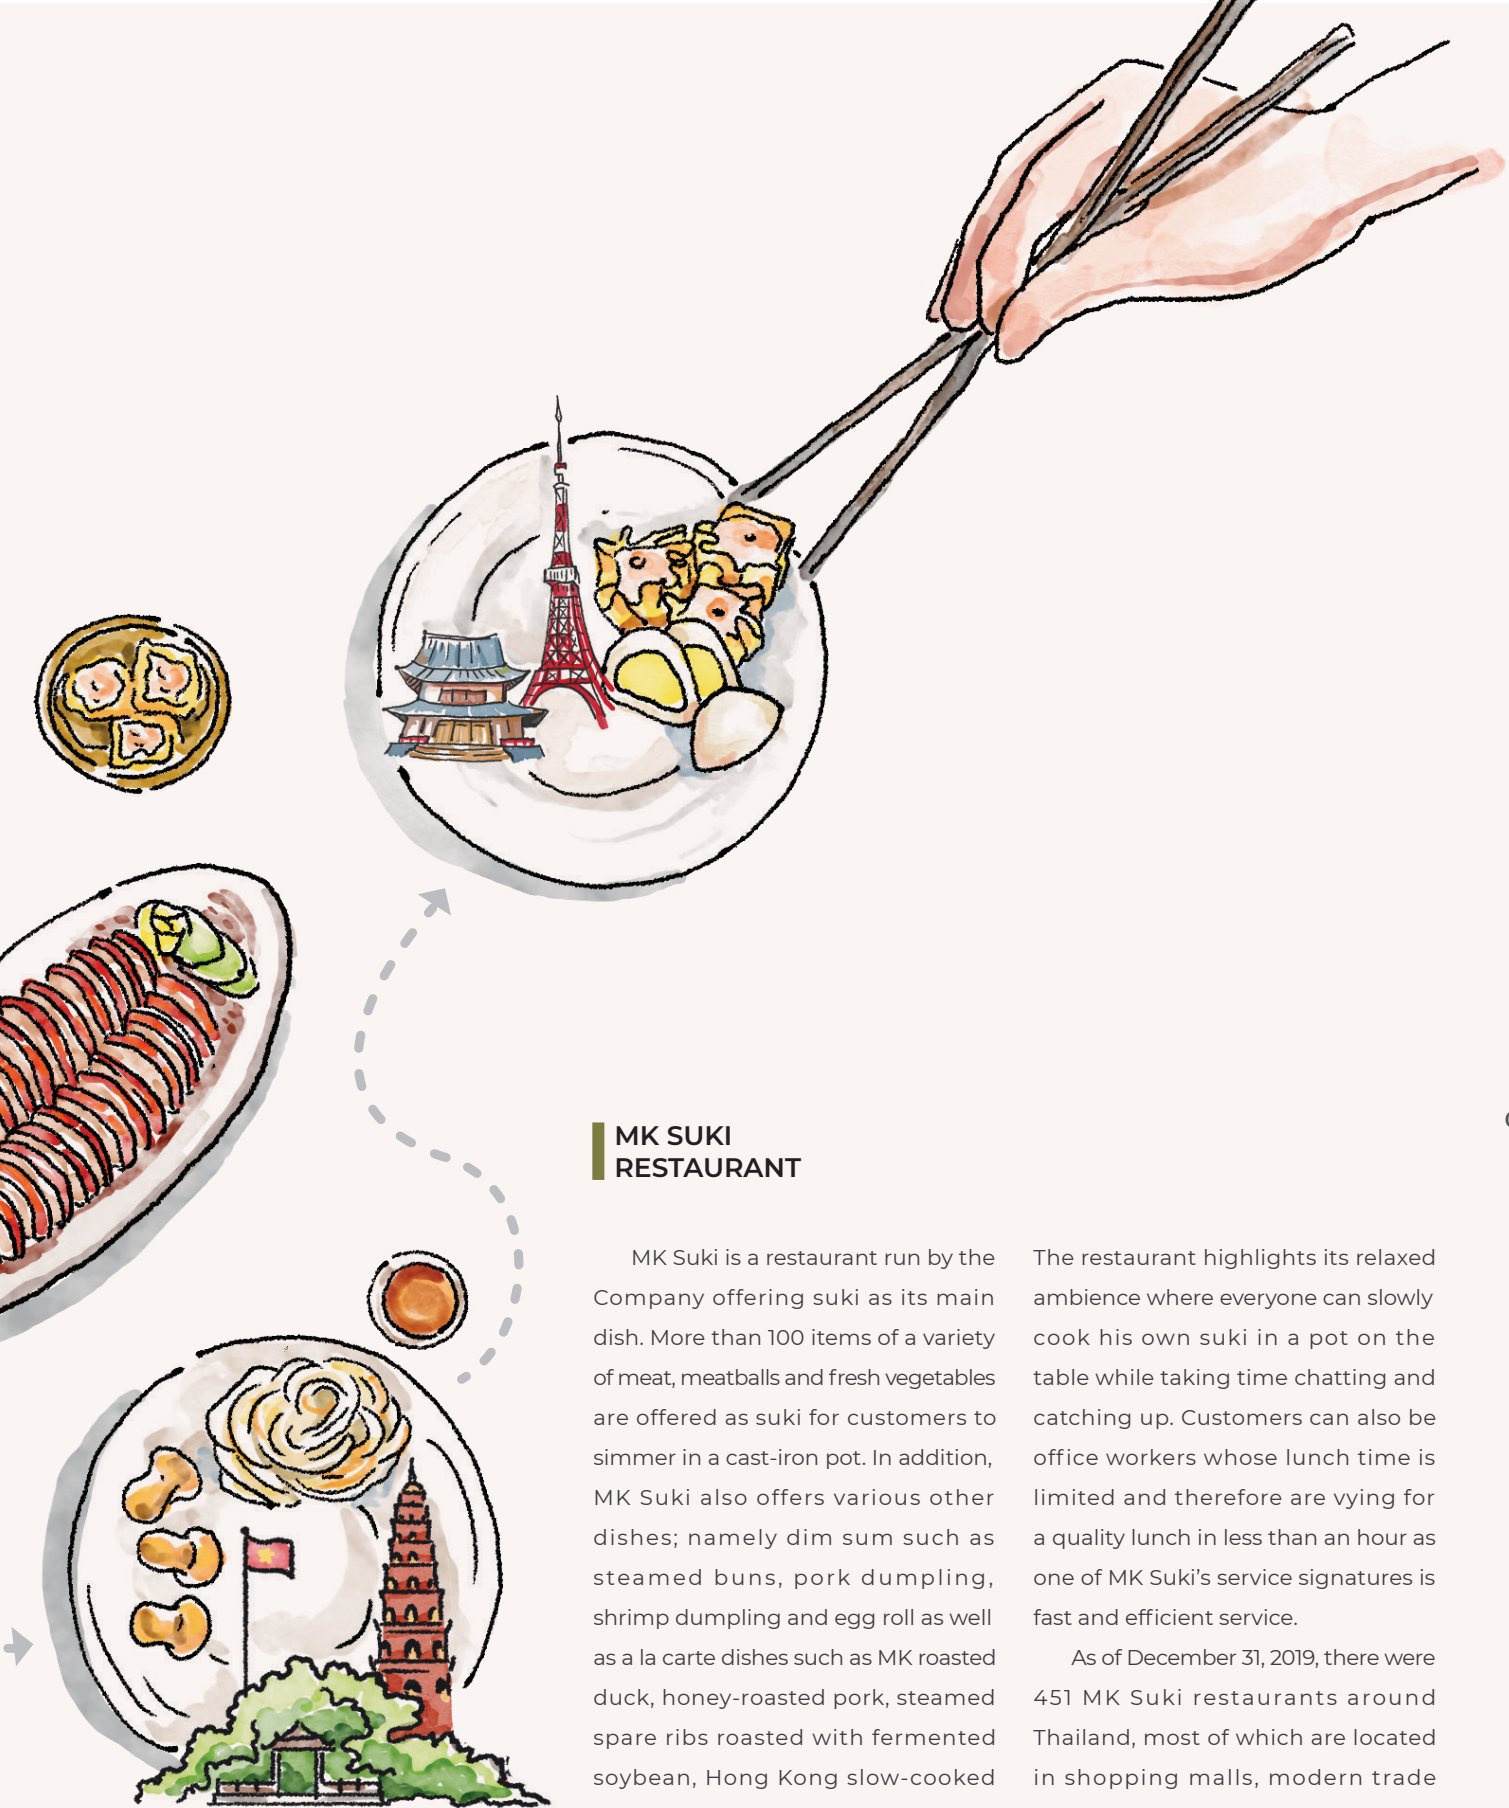 MK SUKI
RESTAURANT
MK Suki is a restaurant run by the
Company offering suki as its main
dish. More than 100 items of a variety
of meat, meatballs and fresh vegetables
are offered as suki for customers to
simmer in a cast-iron pot. In addition,
MK Suki also offers various other
dishes; namely dim sum such as
steamed buns, pork dumpling,
shrimp dumpling and egg roll as well
as a la carte dishes such as MK roasted
duck, honey-roasted pork, steamed
spare ribs roasted with fermented
soybean, Hong Kong slow-cooked
The restaurant highlights its relaxed
ambience where everyone can slowly
cook his own suki in a pot on the
table while taking time chatting and
catching up. Customers can also be
office workers whose lunch time is
limited and therefore are vying for
a quality lunch in less than an hour as
one of MK Suki's service signatures is
fast and efficient service.
As of December 31, 2019, there were
451 MK Suki restaurants around
Thailand, most of which are located
in shopping malls, modern trade